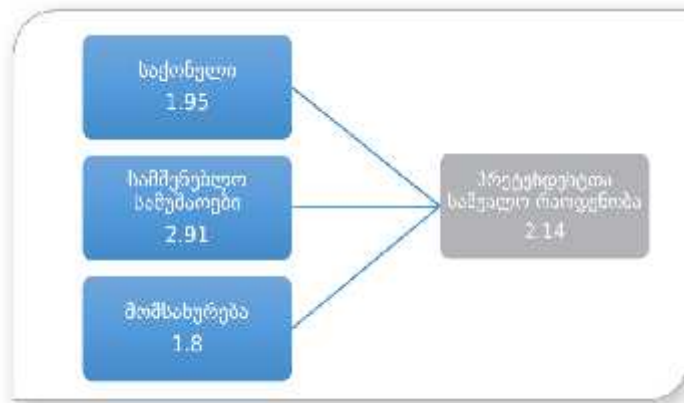 საქონელი
1.95
სამშენებლო
სამუშაოები
2.91
მომსახურება
1.8
პრეტენდენტთა
საშუალო რაოდენობა
2.14